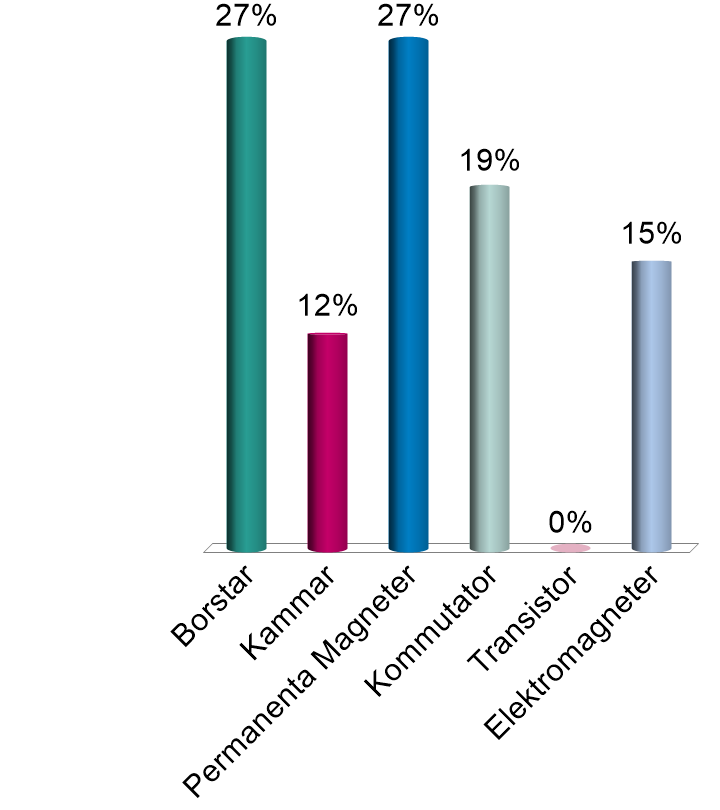 27%
12%
27%
19%
0%
15%
Borstar
Kammar
Permanenta Magneter
Kommutator
Transistor
Elektromagneter